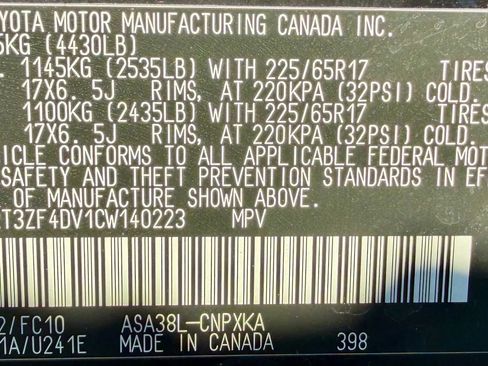 YOTA MOTOR MANUFACTURING CANADA INC.
5KG (4430LB)
1145KG (2535LB) WITH 225/65R17 TIRES
17X6.5J RIMS, AT 220KPA (32PSI) COLD.
1100KG (2435LB) WITH 225/65R17 TIRES
17X6.5J RIMS, AT 220KPA (32PSI) COLD.
ICLE CONFORMS TO ALL APPLICABLE FEDERAL MOT
SAFETY AND THEFT PREVENTION STANDARDS IN EFFE
OF MANUFACTURE SHOWN ABOVE.
T3ZF4DV1CW140223 MPV
2/FC10 ASA38L-CNPXKA
1A/U241E MADE IN CANADA 398